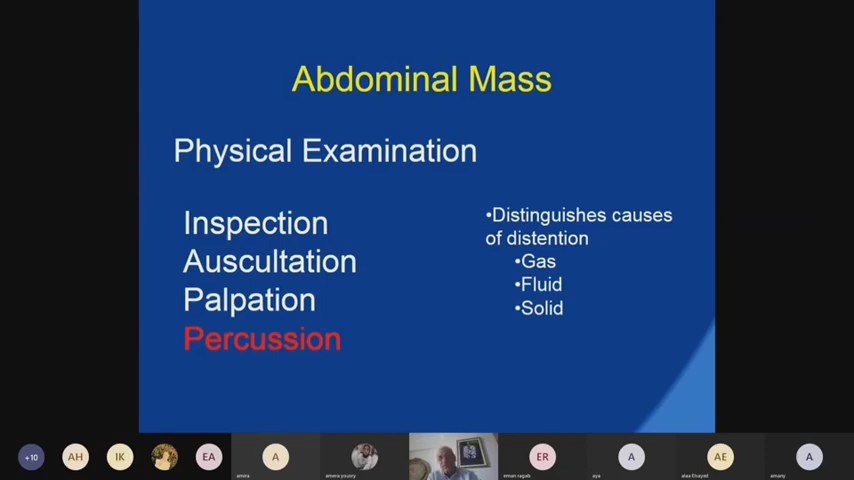 Abdominal Mass
Physical Examination
Inspection
Auscultation
Palpation
Percussion
•Distinguishes causes
of distention
•Gas
•Fluid
•Solid
+10
AH
IK
EA
A
ER
A
AE
A
amira
amera yousry
eman ragab
aya
alaa Elsayed
amany